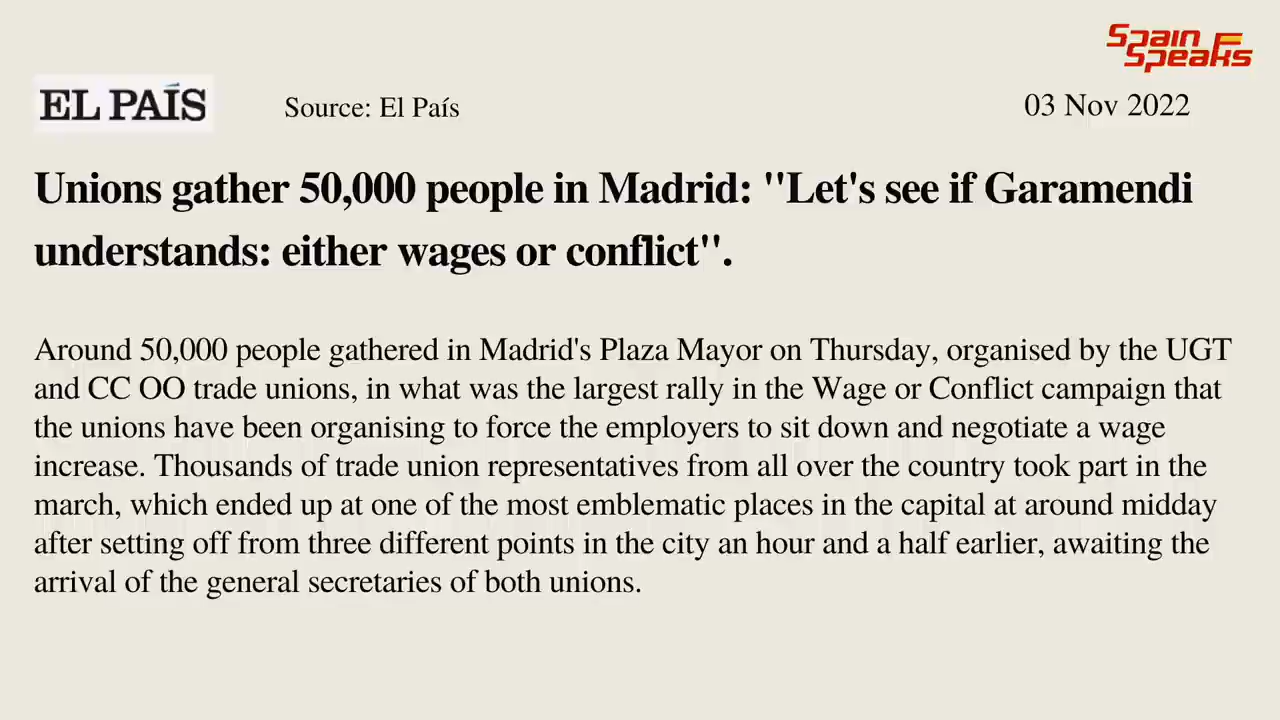 Spain
Speaks
EL PAÍS
Source: El País
03 Nov 2022
Unions gather 50,000 people in Madrid: "Let's see if Garamendi
understands: either wages or conflict".
Around 50,000 people gathered in Madrid's Plaza Mayor on Thursday, organised by the UGT
and CC OO trade unions, in what was the largest rally in the Wage or Conflict campaign that
the unions have been organising to force the employers to sit down and negotiate a wage
increase. Thousands of trade union representatives from all over the country took part in the
march, which ended up at one of the most emblematic places in the capital at around midday
after setting off from three different points in the city an hour and a half earlier, awaiting the
arrival of the general secretaries of both unions.